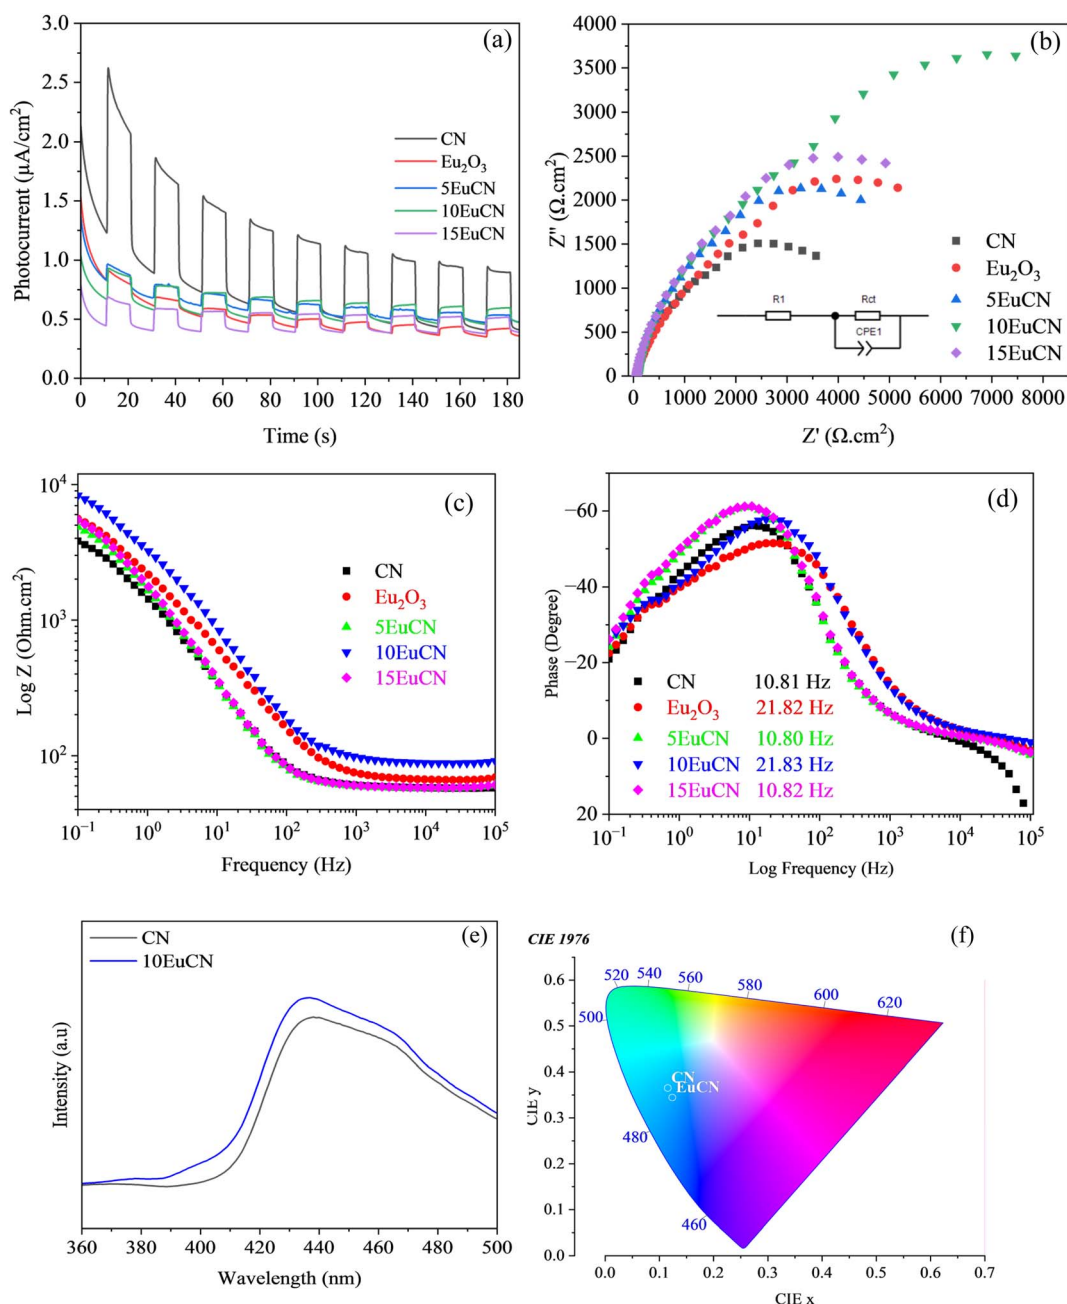 (a)
3.0
2.5
2.0
1.5
1.0
0.5
0.0
Photocurrent (μA/cm²)
CN
Eu₂O₃
5EuCN
10EuCN
15EuCN
0 20 40 60 80 100 120 140 160 180
Time (s)
(b)
4000
3500
3000
2500
2000
1500
1000
500
0
Z'' (Ω.cm²)
R1 Rct
CPE1
CN
Eu₂O₃
5EuCN
10EuCN
15EuCN
0 1000 2000 3000 4000 5000 6000 7000 8000
Z' (Ω.cm²)
(c)
10⁴
10³
10²
Log Z (Ohm.cm²)
CN
Eu₂O₃
5EuCN
10EuCN
15EuCN
10⁻¹ 10⁰ 10¹ 10² 10³ 10⁴ 10⁵
Frequency (Hz)
(d)
−60
−40
−20
0
20
Phase (Degree)
CN 10.81 Hz
Eu₂O₃ 21.82 Hz
5EuCN 10.80 Hz
10EuCN 21.83 Hz
15EuCN 10.82 Hz
10⁻¹ 10⁰ 10¹ 10² 10³ 10⁴ 10⁵
Log Frequency (Hz)
(e)
CN
10EuCN
Intensity (a.u)
360 380 400 420 440 460 480 500
Wavelength (nm)
CIE 1976
(f)
0.6
0.5
0.4
0.3
0.2
0.1
0.0
CIE y
520 540 560 580 600 620
500
CN
EuCN
480
460
0.0 0.1 0.2 0.3 0.4 0.5 0.6 0.7
CIE x